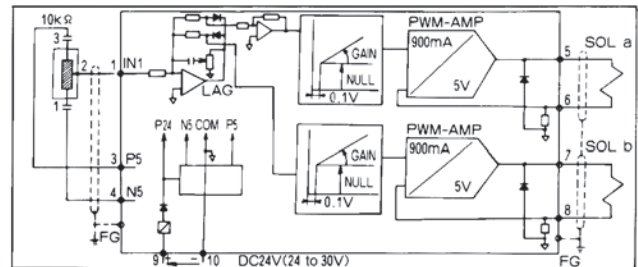 10kΩ
3
2
1
1
IN1
LAG
P24
N5
COM
P5
3
P5
4
N5
FG
9
+
−
10
DC24V(24 to 30V)
GAIN
NULL
0.1V
PWM-AMP
900mA
5V
5
SOL a
6
GAIN
NULL
0.1V
PWM-AMP
900mA
5V
7
SOL b
8
FG